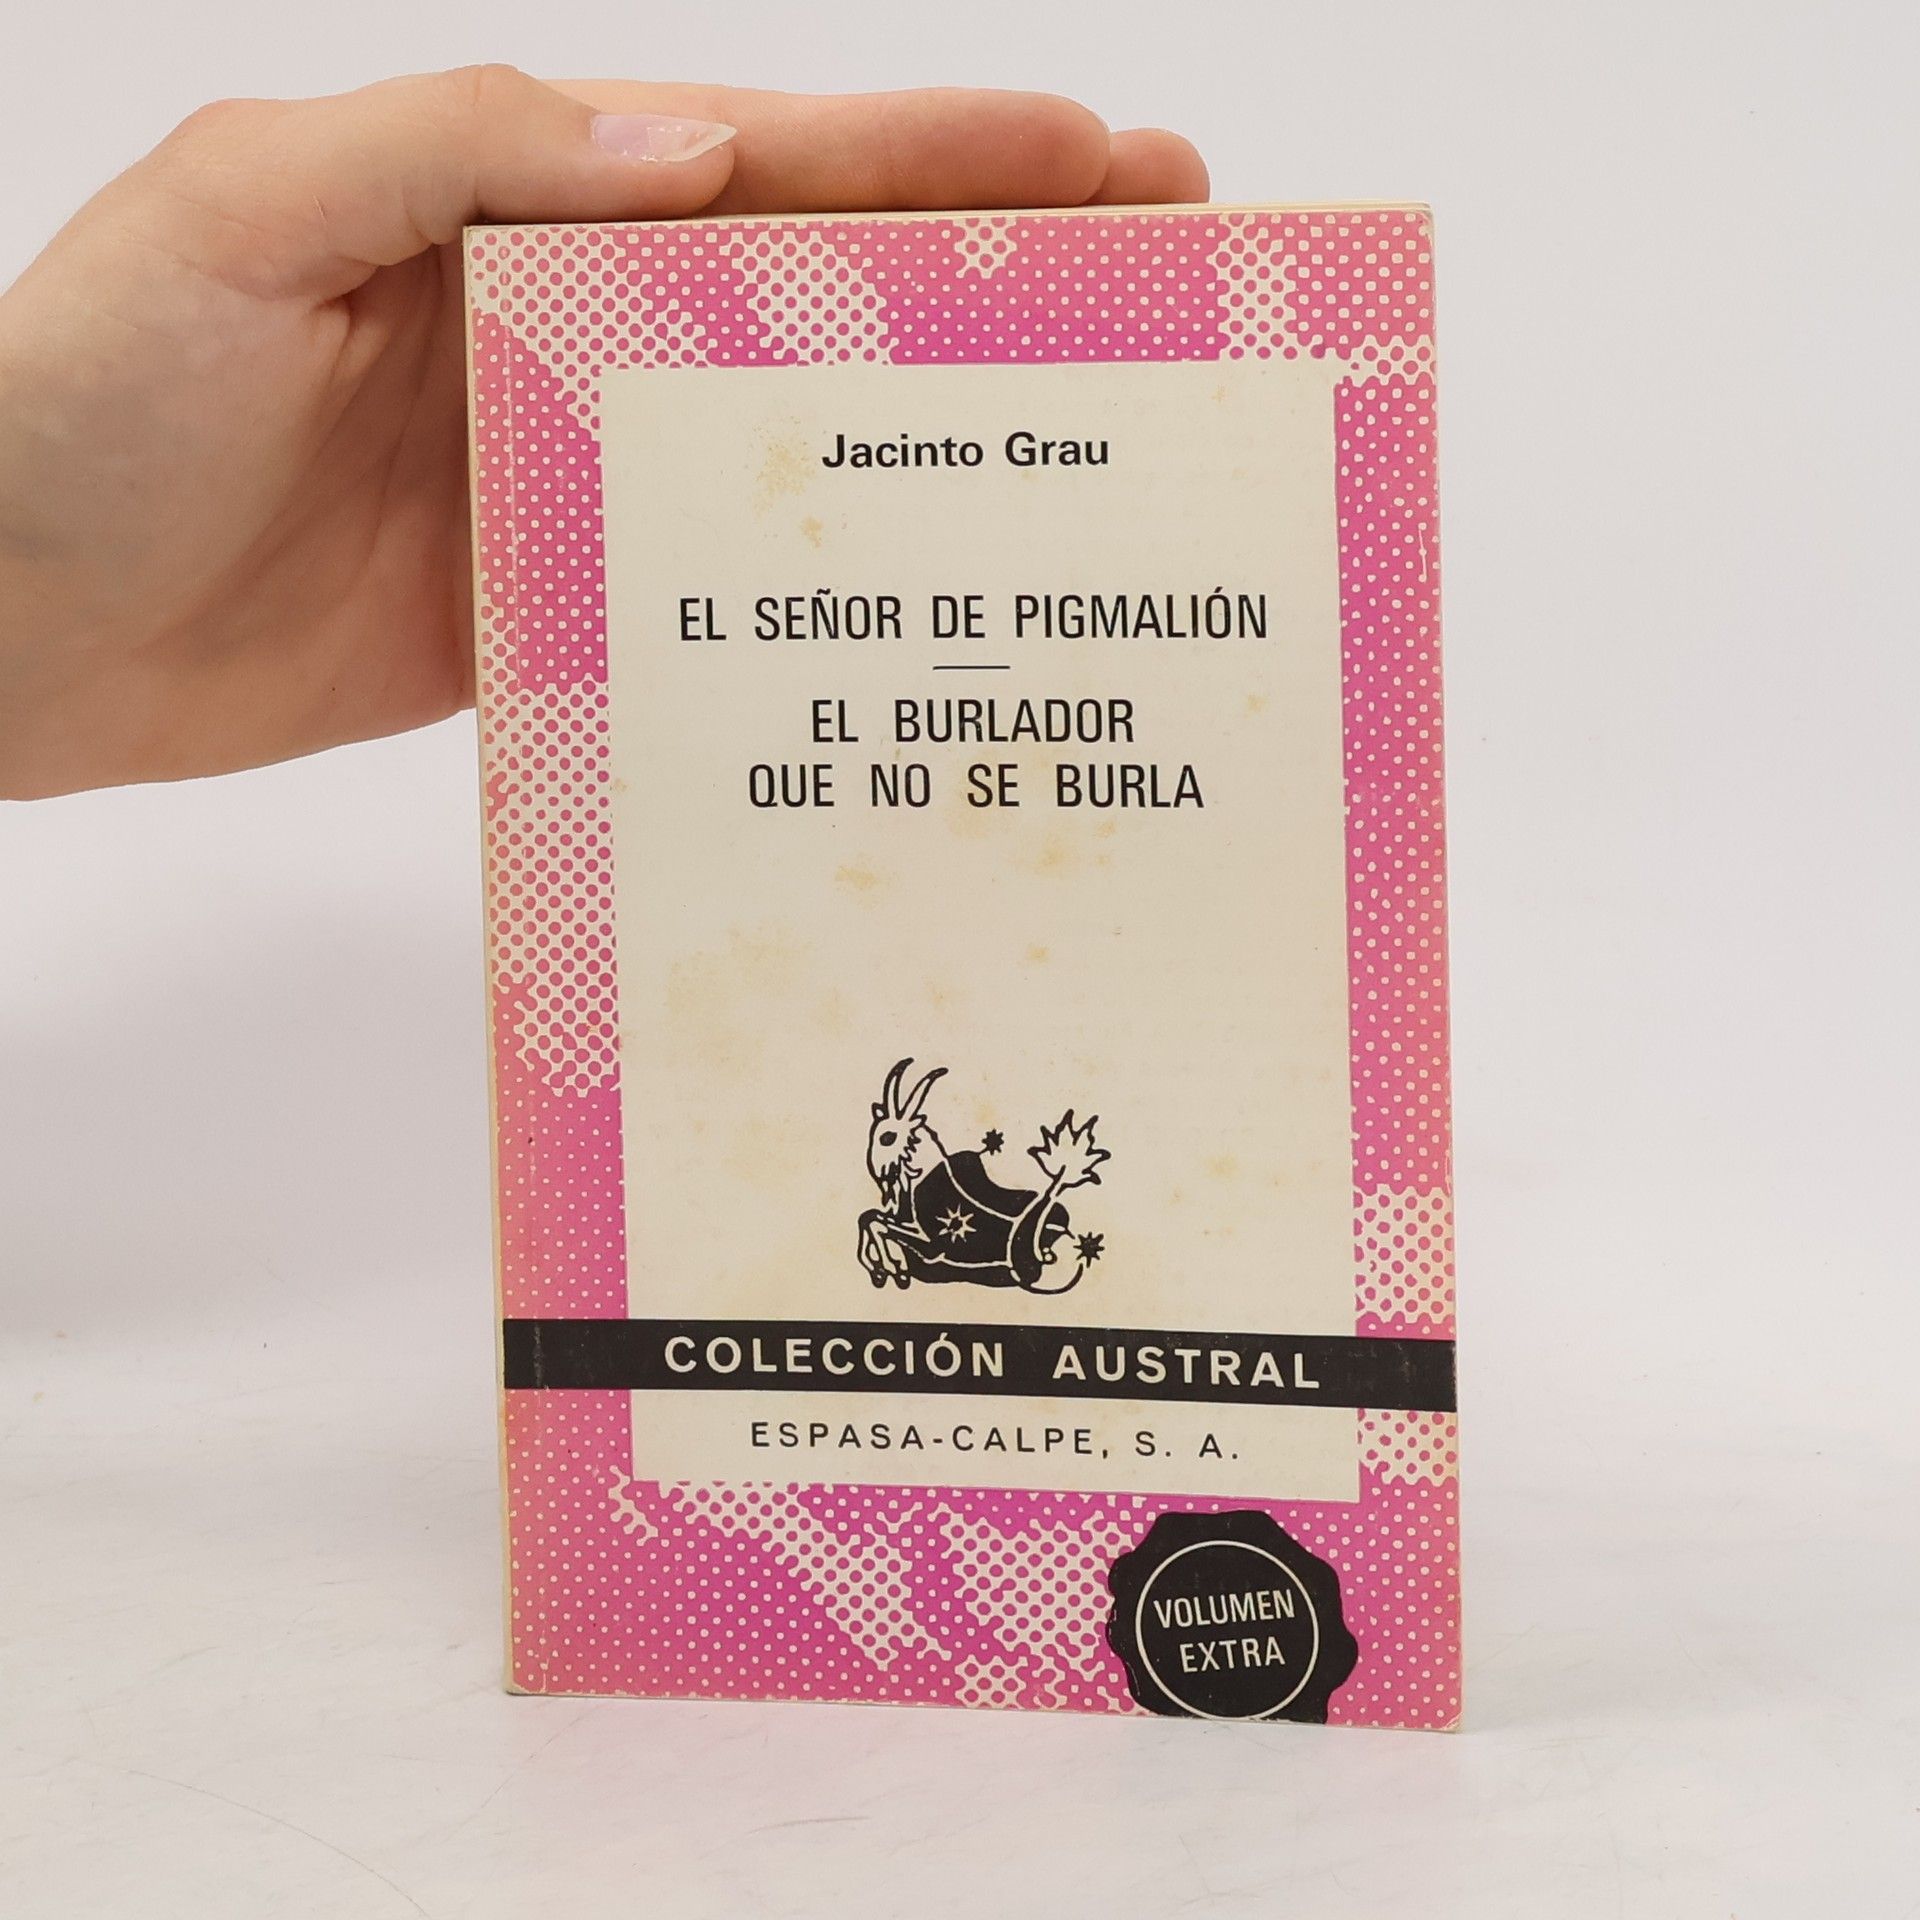 Jacinto Grau
EL SEÑOR DE PIGMALIÓN
EL BURLADOR
QUE NO SE BURLA
COLECCIÓN AUSTRAL
ESPASA-CALPE, S. A.
VOLUMEN
EXTRA